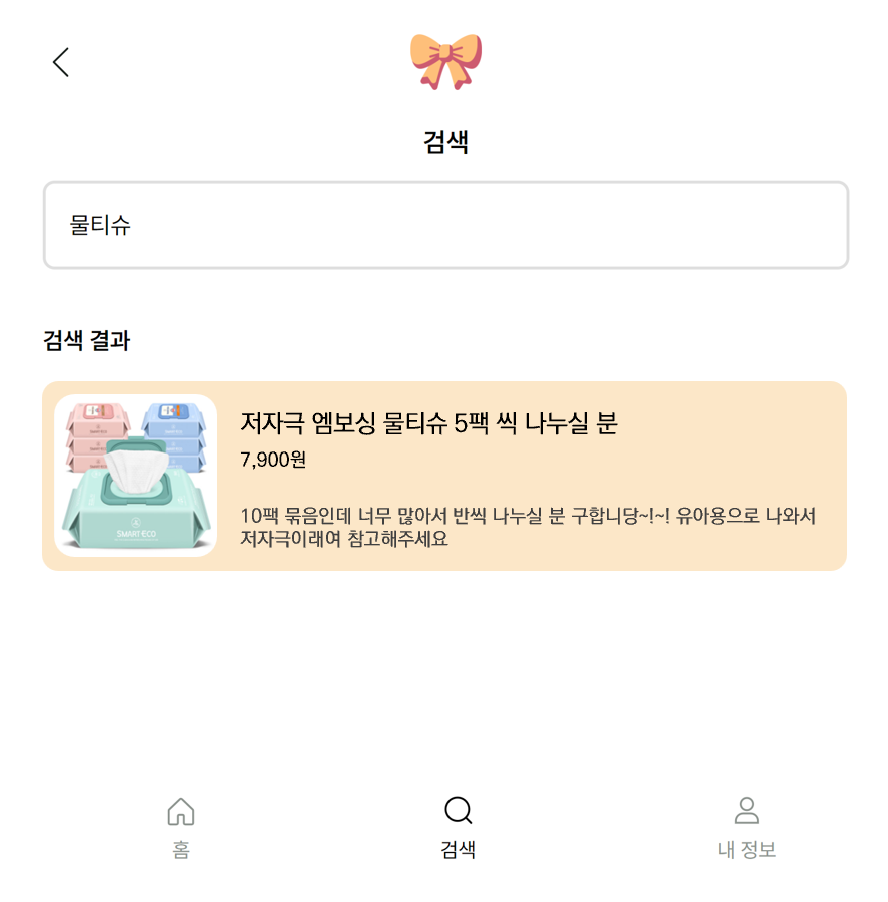 검색
물티슈
검색 결과
저자극 엠보싱 물티슈 5팩 씩 나누실 분
7,900원
10팩 묶음인데 너무 많아서 반씩 나누실 분 구합니당~!~! 유아용으로 나와서
저자극이래여 참고해주세요
SMART ECO
홈
검색
내 정보